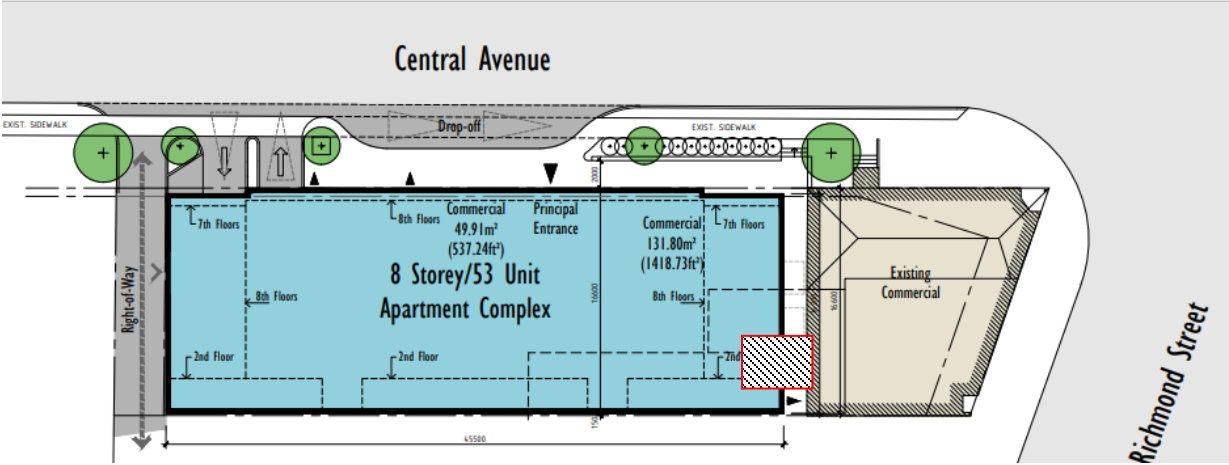 Central Avenue
EXIST. SIDEWALK
Drop-off
EXIST. SIDEWALK
2000
7th Floors
8th Floors
Commercial
49.91m²
(537.24ft²)
Principal
Entrance
Commercial
131.80m²
(1418.73ft²)
7th Floors
8 Storey/53 Unit
Apartment Complex
Right-of-Way
8th Floors
16600
8th Floors
16600
Existing
Commercial
2nd Floor
2nd Floor
2nd
150
45500
Richmond Street